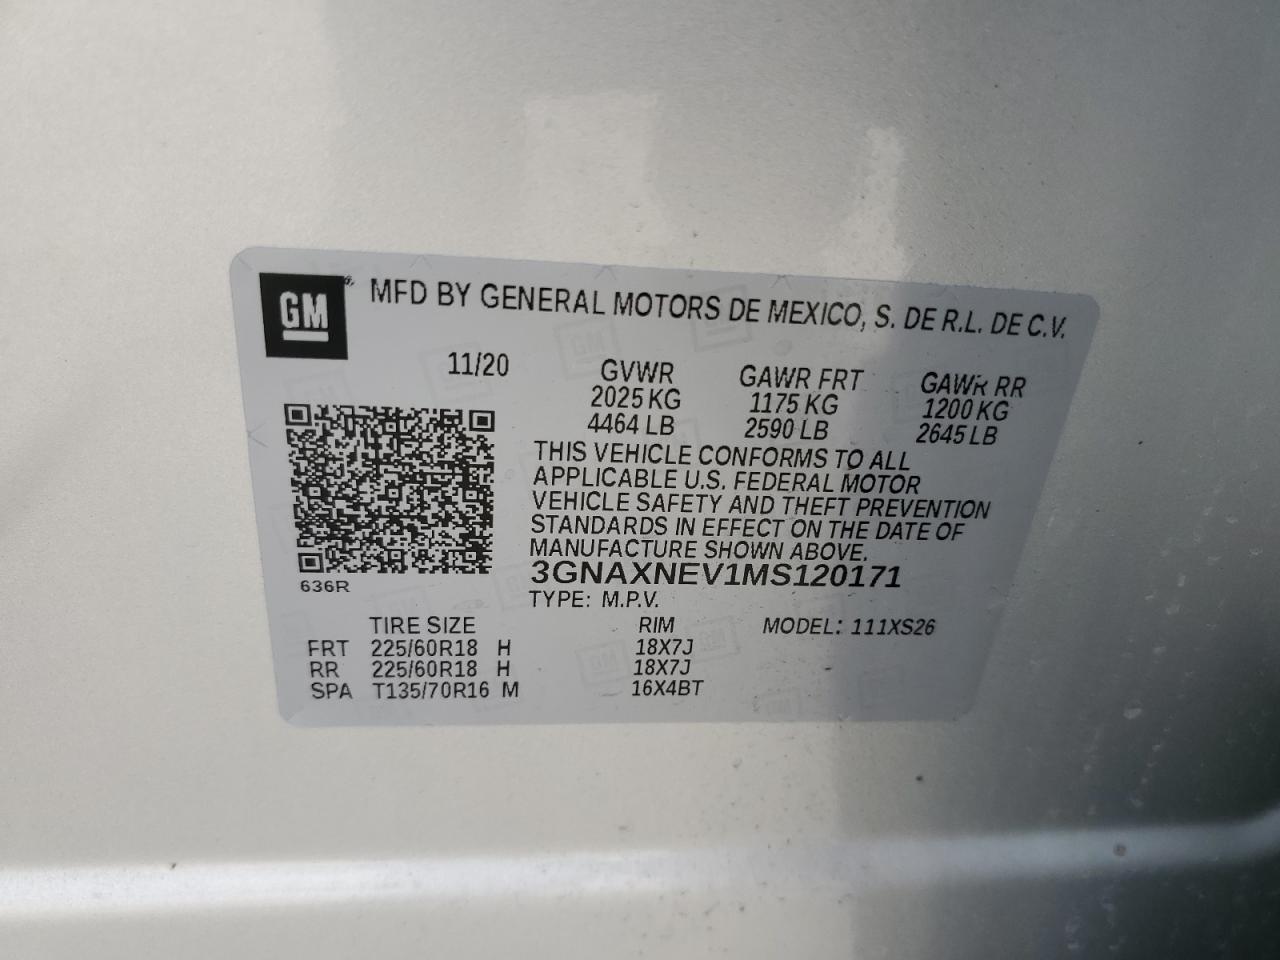 GM
MFD BY GENERAL MOTORS DE MEXICO, S. DE R.L. DE C.V.
11/20
GVWR GAWR FRT GAWR RR
2025 KG 1175 KG 1200 KG
4464 LB 2590 LB 2645 LB
THIS VEHICLE CONFORMS TO ALL
APPLICABLE U.S. FEDERAL MOTOR
VEHICLE SAFETY AND THEFT PREVENTION
STANDARDS IN EFFECT ON THE DATE OF
MANUFACTURE SHOWN ABOVE.
3GNAXNEV1MS120171
636R
TYPE: M.P.V.
TIRE SIZE RIM MODEL: 111XS26
FRT 225/60R18 H 18X7J
RR 225/60R18 H 18X7J
SPA T135/70R16 M 16X4BT